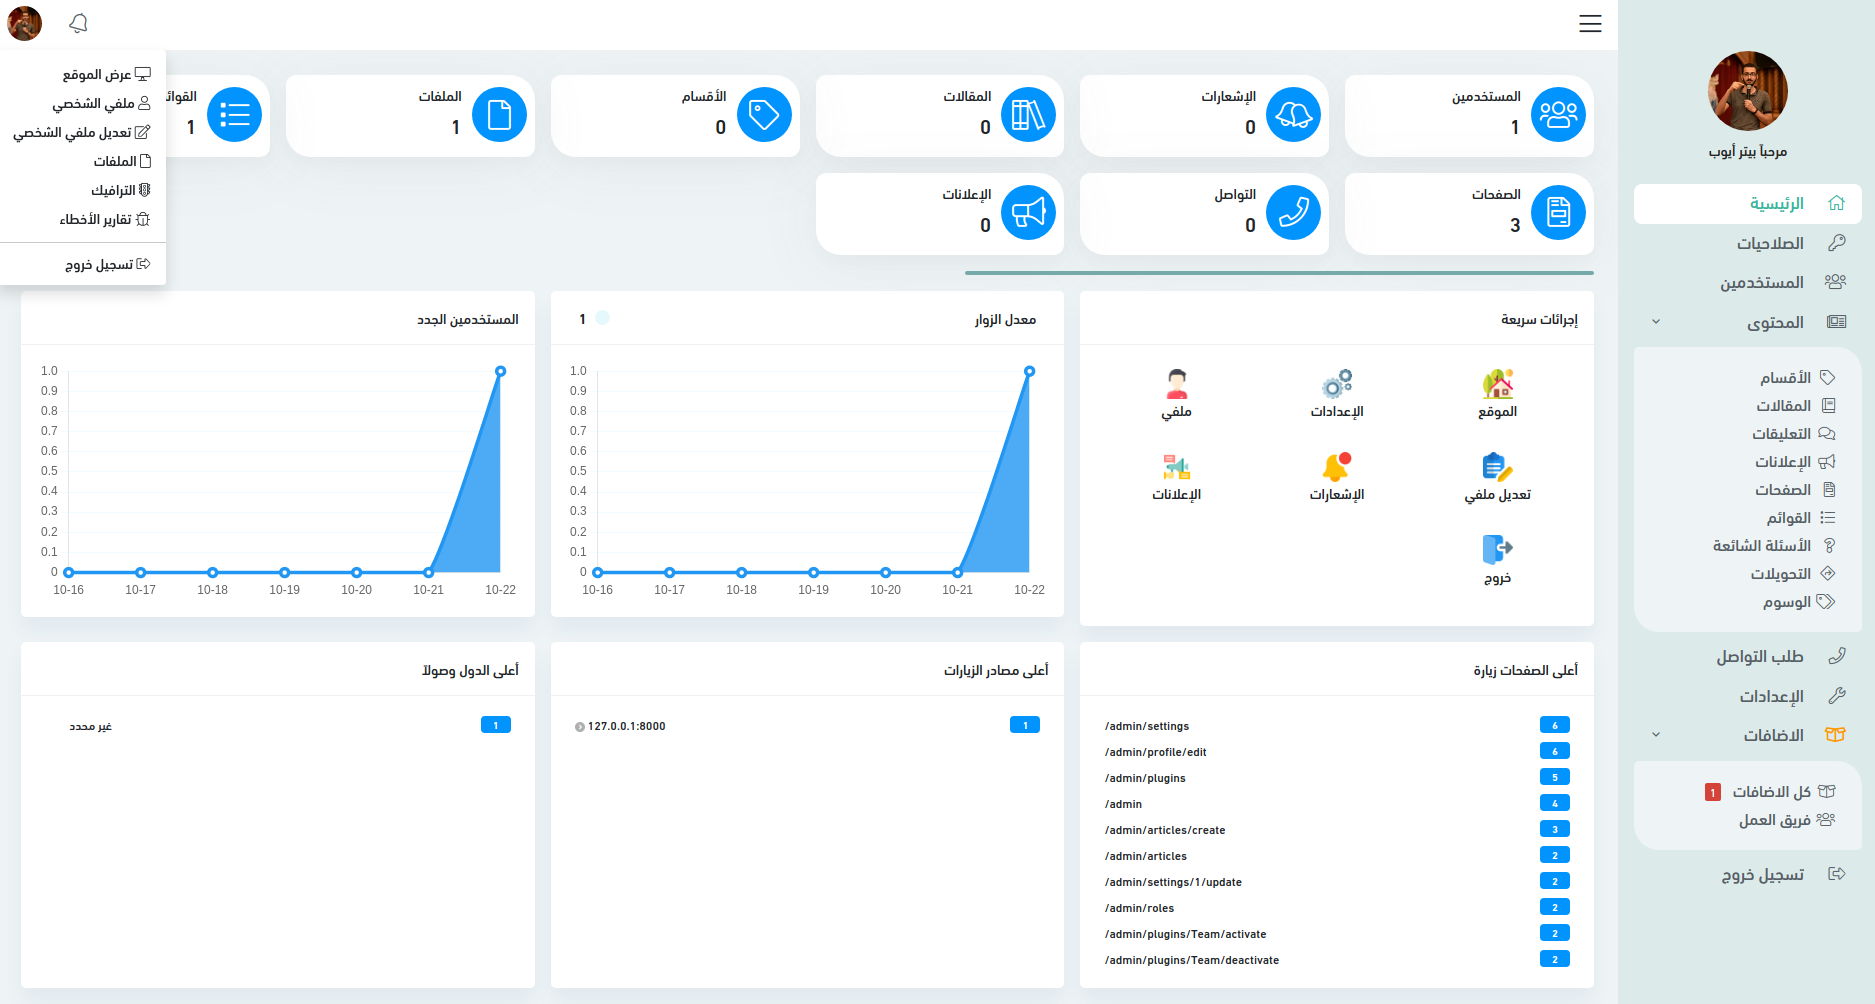 مرحباً بيتر أيوب
الرئيسية
الصلاحيات
المستخدمين
المحتوى
الأقسام
المقالات
التعليقات
الإعلانات
الصفحات
القوائم
الأسئلة الشائعة
التحويلات
الوسوم
طلب التواصل
الإعدادات
الاضافات
كل الاضافات 1
فريق العمل
تسجيل خروج
عرض الموقع
ملفي الشخصي
تعديل ملفي الشخصي
الملفات
الترافيك
تقارير الأخطاء
تسجيل خروج
المستخدمين
1
الإشعارات
0
المقالات
0
الأقسام
0
الملفات
1
1
الصفحات
3
التواصل
0
الإعلانات
0
إجرائات سريعة
الموقع
الإعدادات
ملفي
تعديل ملفي
الإشعارات
الإعلانات
خروج
معدل الزوار
1
1.0
0.9
0.8
0.7
0.6
0.5
0.4
0.3
0.2
0.1
0
10-16 10-17 10-18 10-19 10-20 10-21 10-22
المستخدمين الجدد
1.0
0.9
0.8
0.7
0.6
0.5
0.4
0.3
0.2
0.1
0
10-16 10-17 10-18 10-19 10-20 10-21 10-22
أعلى الصفحات زيارة
/admin/settings 6
/admin/profile/edit 6
/admin/plugins 5
/admin 4
/admin/articles/create 3
/admin/articles 2
/admin/settings/1/update 2
/admin/roles 2
/admin/plugins/Team/activate 2
/admin/plugins/Team/deactivate 2
أعلى مصادر الزيارات
127.0.0.1:8000 1
أعلى الدول وصولاً
غير محدد 1